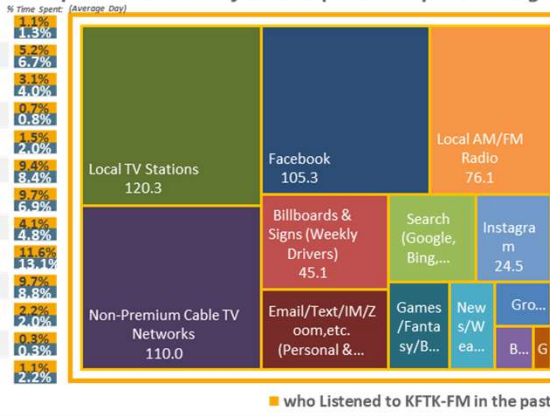 % Time Spent: (Average Day)
1.1%
1.3%
5.2%
6.7%
3.1%
4.0%
0.7%
0.8%
1.5%
2.0%
9.4%
8.4%
9.7%
6.9%
4.1%
4.8%
11.6%
13.1%
9.7%
8.8%
2.2%
2.0%
0.3%
0.3%
1.1%
2.2%
Local TV Stations
120.3
Facebook
105.3
Local AM/FM
Radio
76.1
Non-Premium Cable TV
Networks
110.0
Billboards &
Signs (Weekly
Drivers)
45.1
Search
(Google,
Bing,...
Instagra
m
24.5
Email/Text/IM/Z
oom,etc.
(Personal &...
Games
/Fanta
sy/B...
New
s/W
ea...
Gro...
B...
G
who Listened to KFTK-FM in the past